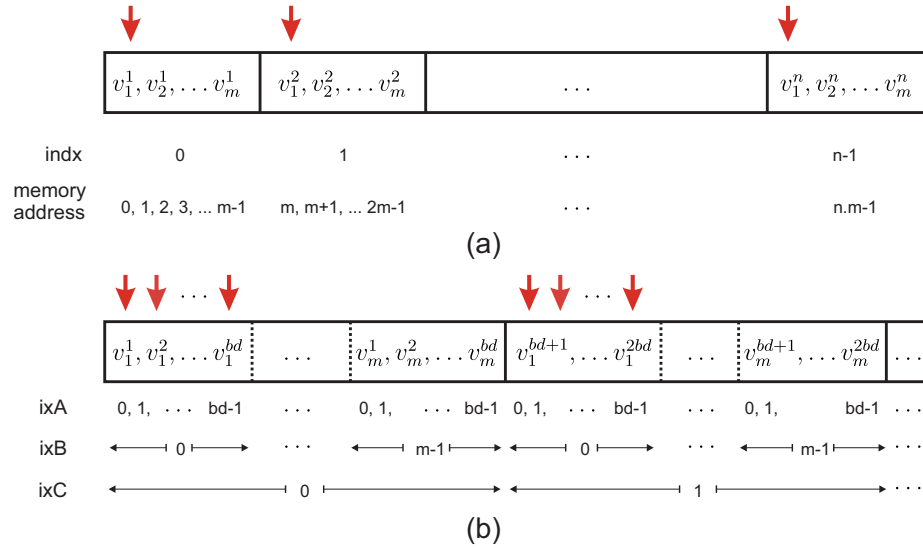 v_1^1, v_2^1, ... v_m^1 v_1^2, v_2^2, ... v_m^2 ... v_1^n, v_2^n, ... v_m^n
indx 0 1 ... n-1
memory address 0, 1, 2, 3, ... m-1 m, m+1, ... 2m-1 ... n.m-1
(a)
...  ...
v_1^1, v_1^2, ... v_1^{bd} ... v_m^1, v_m^2, ... v_m^{bd} v_1^{bd+1}, ... v_1^{2bd} ... v_m^{bd+1}, ... v_m^{2bd} ...
ixA 0, 1, ... bd-1 ... 0, 1, ... bd-1 0, 1, ... bd-1 ... 0, 1, bd-1 ...
ixB 0 ... m-1 0 ... m-1 ...
ixC 0 1 ...
(b)